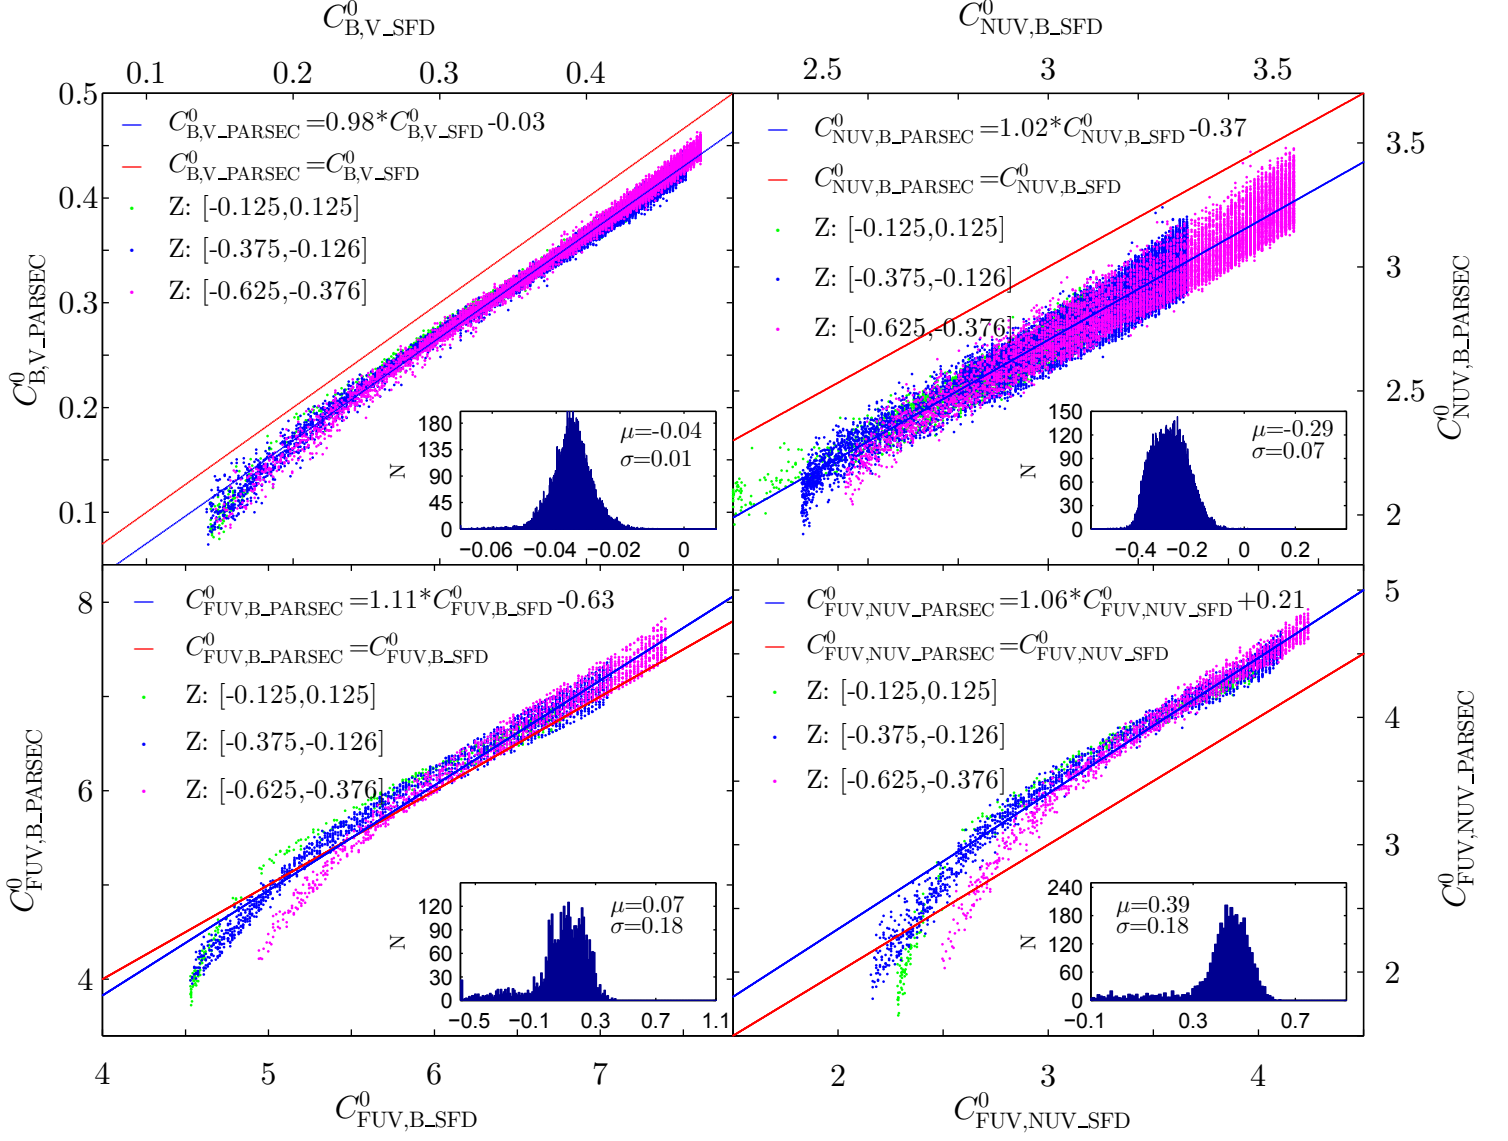 C⁰B,V_SFD
C⁰NUV,B_SFD
0.1 0.2 0.3 0.4
2.5 3 3.5
C⁰B,V_PARSEC
0.5
0.4
0.3
0.2
0.1
C⁰B,V_PARSEC=0.98*C⁰B,V_SFD-0.03
C⁰B,V_PARSEC=C⁰B,V_SFD
Z: [-0.125,0.125]
Z: [-0.375,-0.126]
Z: [-0.625,-0.376]
N
180
135
90
45
0
μ=-0.04
σ=0.01
−0.06 −0.04 −0.02 0
C⁰NUV,B_PARSEC=1.02*C⁰NUV,B_SFD-0.37
C⁰NUV,B_PARSEC=C⁰NUV,B_SFD
Z: [-0.125,0.125]
Z: [-0.375,-0.126]
Z: [-0.625,-0.376]
N
150
120
90
60
30
0
μ=-0.29
σ=0.07
−0.4 −0.2 0 0.2
3.5
3
2.5
2
C⁰NUV,B_PARSEC
C⁰FUV,B_PARSEC
8
6
4
C⁰FUV,B_PARSEC=1.11*C⁰FUV,B_SFD-0.63
C⁰FUV,B_PARSEC=C⁰FUV,B_SFD
Z: [-0.125,0.125]
Z: [-0.375,-0.126]
Z: [-0.625,-0.376]
N
120
90
60
30
0
μ=0.07
σ=0.18
−0.5 −0.1 0.3 0.7 1.1
C⁰FUV,NUV_PARSEC=1.06*C⁰FUV,NUV_SFD+0.21
C⁰FUV,NUV_PARSEC=C⁰FUV,NUV_SFD
Z: [-0.125,0.125]
Z: [-0.375,-0.126]
Z: [-0.625,-0.376]
N
240
180
120
60
0
μ=0.39
σ=0.18
−0.1 0.3 0.7
5
4
3
2
C⁰FUV,NUV_PARSEC
4 5 6 7
2 3 4
C⁰FUV,B_SFD
C⁰FUV,NUV_SFD